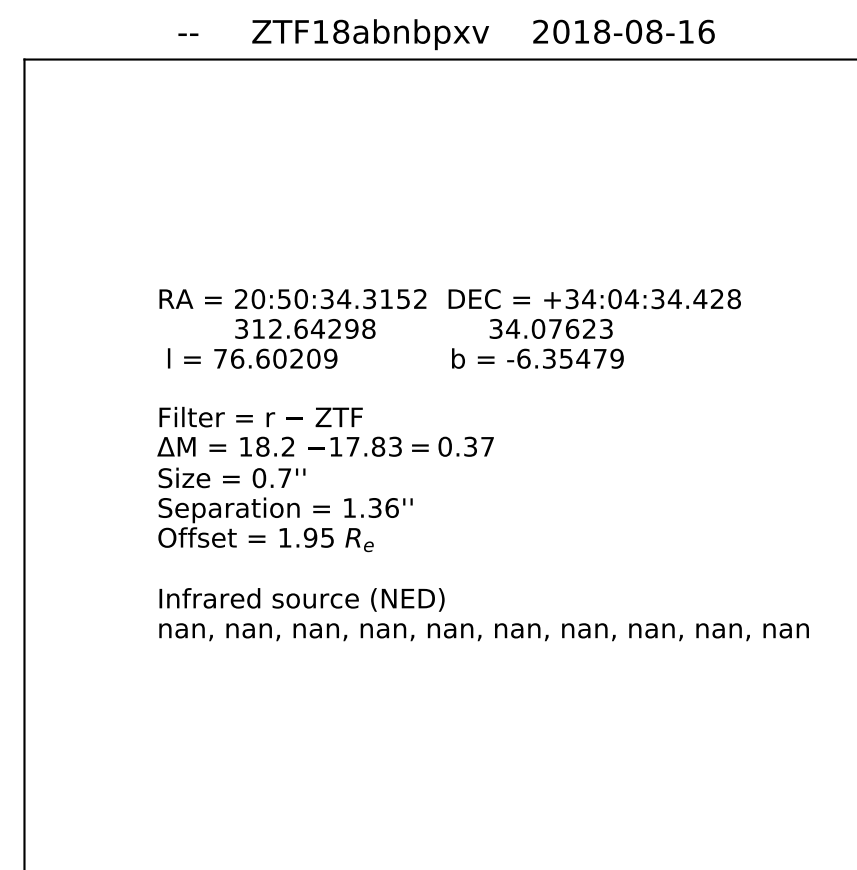 -- ZTF18abnbpxv 2018-08-16
RA = 20:50:34.3152 DEC = +34:04:34.428
312.64298 34.07623
l = 76.60209 b = -6.35479
Filter = r − ZTF
ΔM = 18.2 −17.83 = 0.37
Size = 0.7''
Separation = 1.36''
Offset = 1.95 Re
Infrared source (NED)
nan, nan, nan, nan, nan, nan, nan, nan, nan, nan